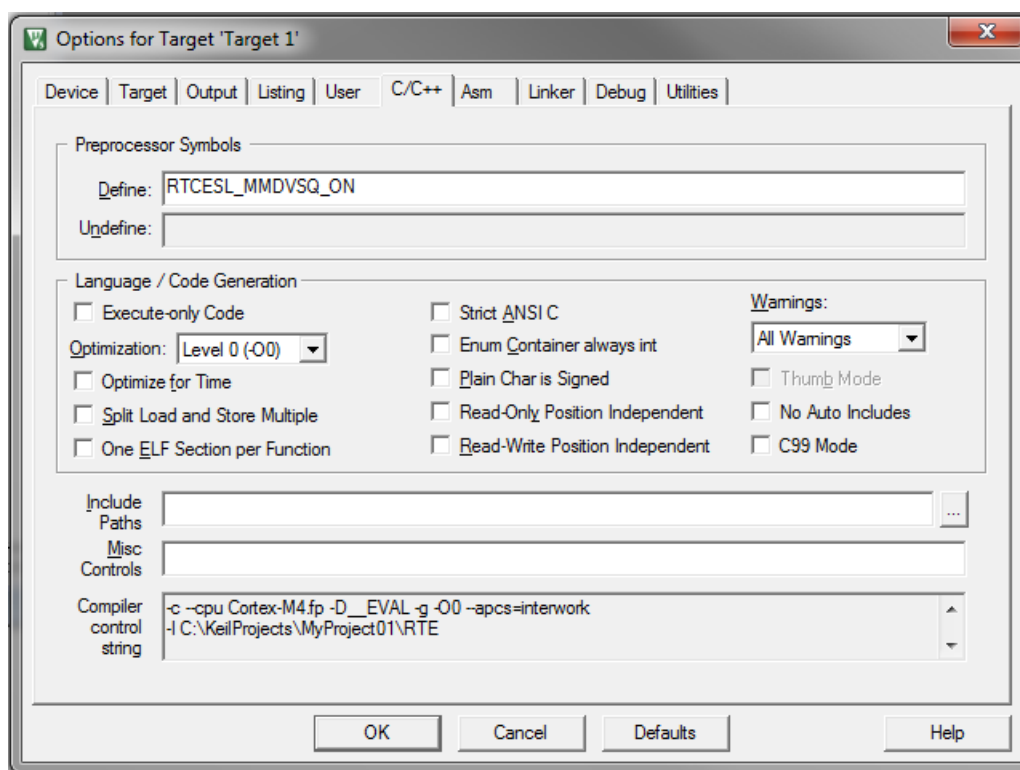 Options for Target 'Target 1'
Device Target Output Listing User C/C++ Asm Linker Debug Utilities
Preprocessor Symbols
Define: RTCESL_MMDVSQ_ON
Undefine:
Language / Code Generation
Execute-only Code
Strict ANSI C
Warnings:
Optimization: Level 0 (-O0)
Enum Container always int
All Warnings
Optimize for Time
Plain Char is Signed
Thumb Mode
Split Load and Store Multiple
Read-Only Position Independent
No Auto Includes
One ELF Section per Function
Read-Write Position Independent
C99 Mode
Include
Paths
...
Misc
Controls
Compiler
control
string
-c --cpu Cortex-M4.fp -D__EVAL -g -O0 --apcs=interwork
-I C:\KeilProjects\MyProject01\RTE
OK Cancel Defaults Help